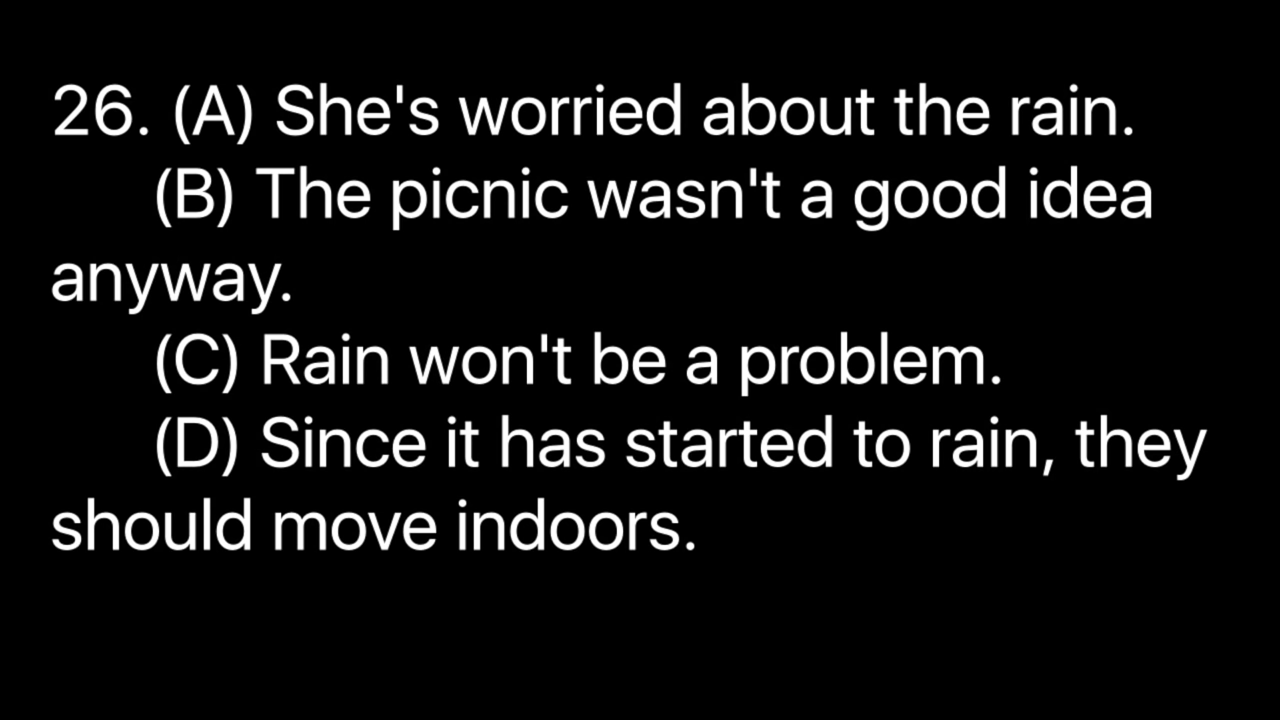 26. (A) She's worried about the rain.
(B) The picnic wasn't a good idea
anyway.
(C) Rain won't be a problem.
(D) Since it has started to rain, they
should move indoors.